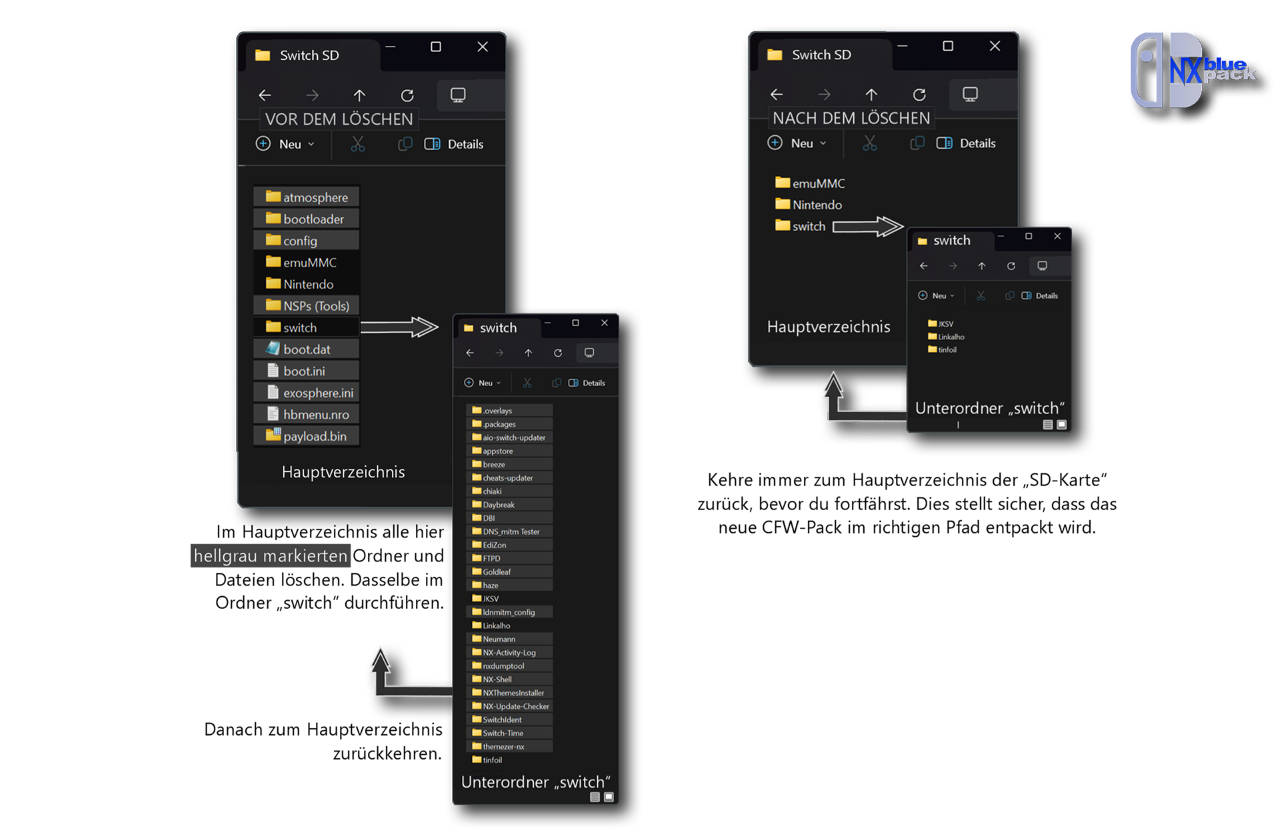 Switch SD
VOR DEM LÖSCHEN
Neu
Details
atmosphere
bootloader
config
emuMMC
Nintendo
NSPs (Tools)
switch
boot.dat
boot.ini
exosphere.ini
hbmenu.nro
payload.bin
Hauptverzeichnis
Im Hauptverzeichnis alle hier
hellgrau markierten Ordner und
Dateien löschen. Dasselbe im
Ordner „switch“ durchführen.
Danach zum Hauptverzeichnis
zurückkehren.
switch
Neu
Details
.overlays
.packages
aio-switch-updater
appstore
breeze
cheats-updater
chiaki
Daybreak
DBI
DNS_mitm Tester
EdiZon
FTPD
Goldleaf
haze
JKSV
ldnmitm_config
Linkalho
Neumann
NX-Activity-Log
nxdumptool
NX-Shell
NXThemesInstaller
NX-Update-Checker
SwitchIdent
Switch-Time
themezer-nx
tinfoil
Unterordner „switch“
Switch SD
NACH DEM LÖSCHEN
Neu
Details
emuMMC
Nintendo
switch
Hauptverzeichnis
switch
Neu
Details
JKSV
Linkalho
tinfoil
Unterordner „switch“
Kehre immer zum Hauptverzeichnis der „SD-Karte“
zurück, bevor du fortfährst. Dies stellt sicher, dass das
neue CFW-Pack im richtigen Pfad entpackt wird.
NX blue
pack